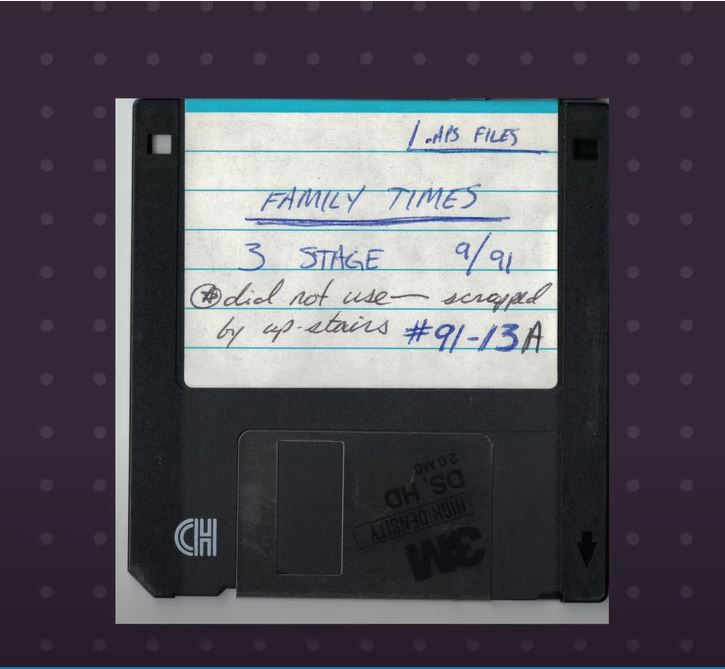 .APS FILES
FAMILY TIMES
3 STAGE 9/91
* did not use — scrapped
by up-stairs #91-13A
2.0 MB
DS, HD
HIGH DENSITY
3M
CH